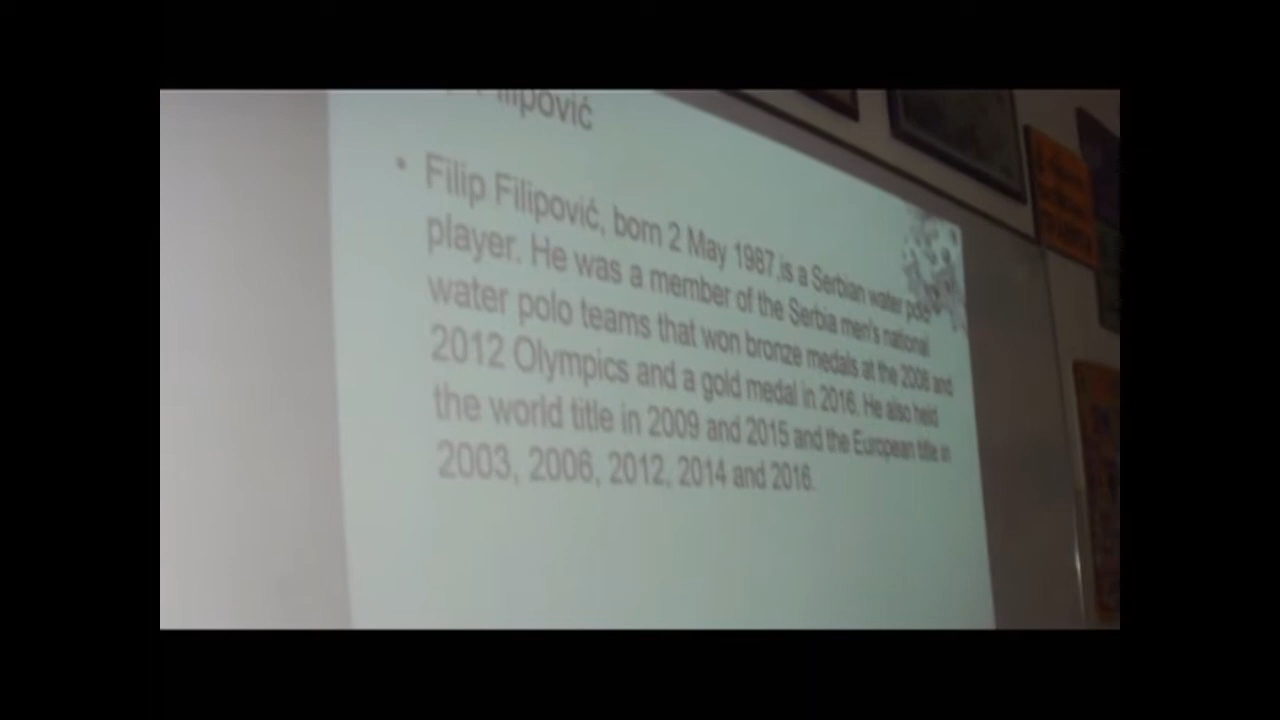 Filipović
• Filip Filipović, born 2 May 1987,is a Serbian water polo
player. He was a member of the Serbia men's national
water polo teams that won bronze medals at the 2008 and
2012 Olympics and a gold medal in 2016. He also held
the world title in 2009 and 2015 and the European title in
2003, 2006, 2012, 2014 and 2016.